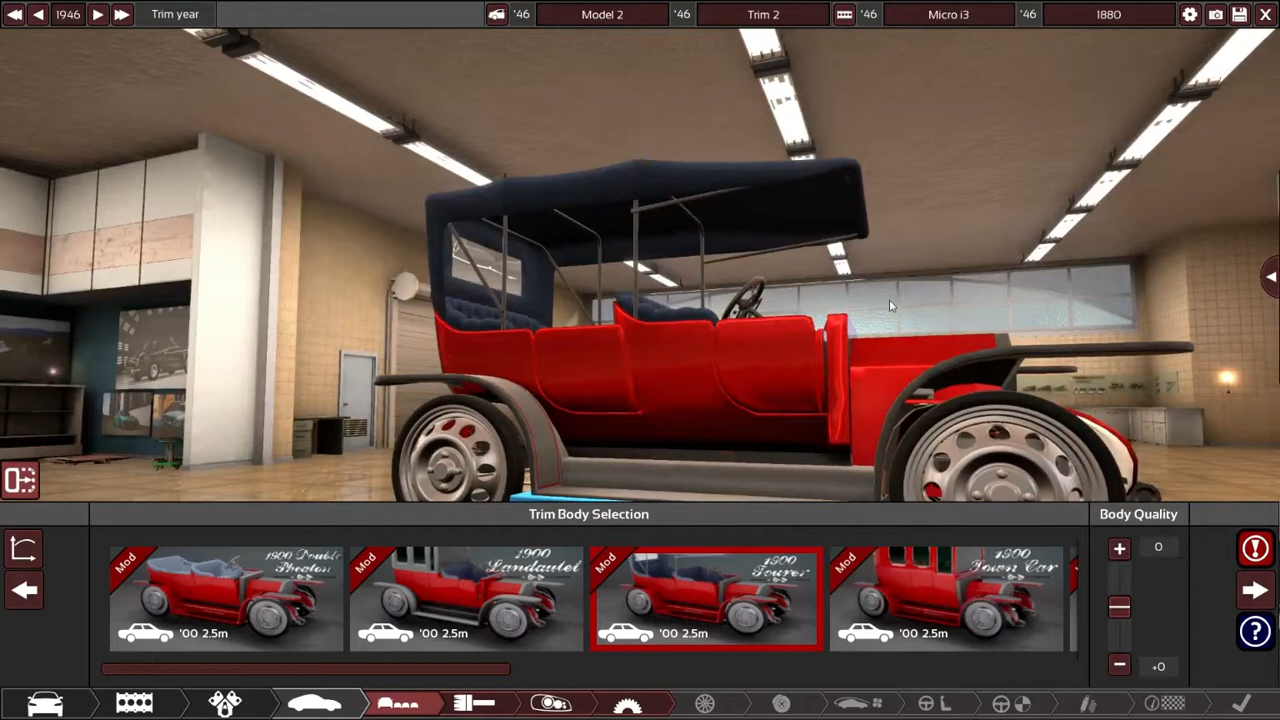 1946 Trim year '46 Model 2 '46 Trim 2 '46 Micro i3 '46 1880
Trim Body Selection Body Quality
Mod 1900 Double Pheaton '00 2.5m
Mod 1900 Landaulet '00 2.5m
Mod 1900 Tourer '00 2.5m
Mod 1900 Town Car '00 2.5m
+ 0
− +0